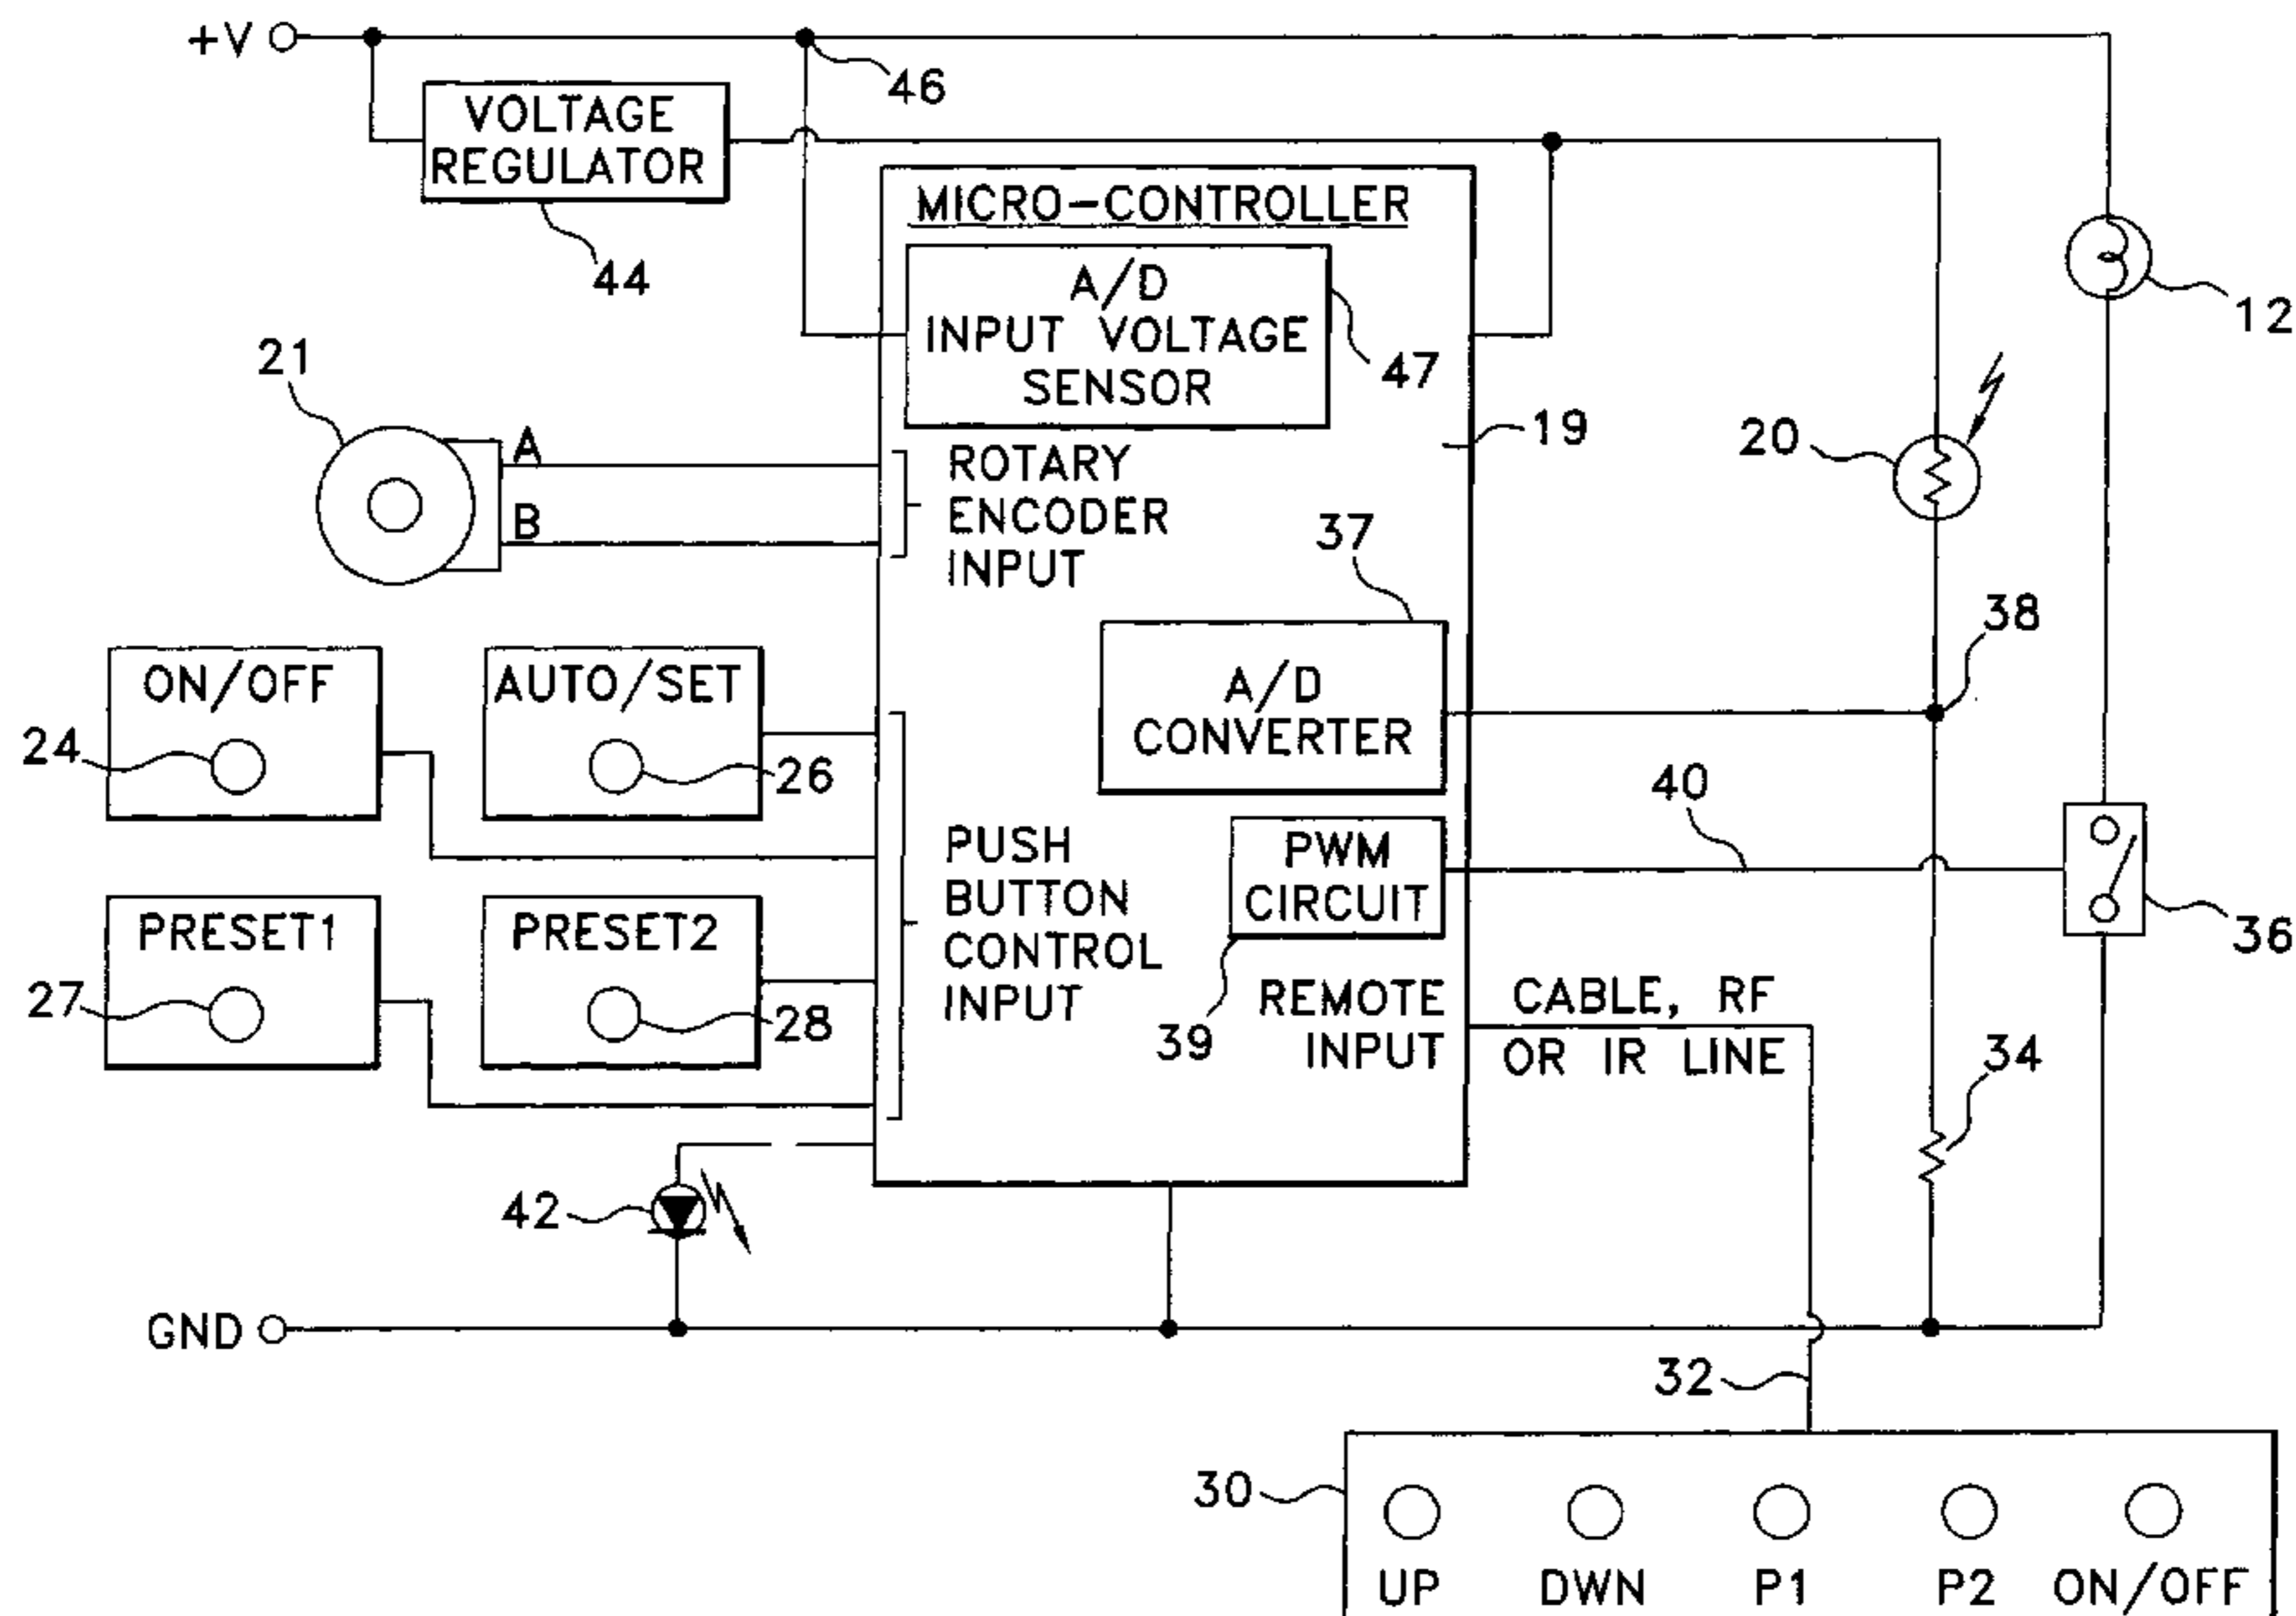 +V
46
VOLTAGE
REGULATOR
44
MICRO-CONTROLLER
A/D
INPUT VOLTAGE
SENSOR
47
12
21
A
B
ROTARY
ENCODER
INPUT
19
20
37
38
ON/OFF
24
AUTO/SET
26
A/D
CONVERTER
40
PUSH
BUTTON
CONTROL
INPUT
PWM
CIRCUIT
36
PRESET1
27
PRESET2
28
39
REMOTE
INPUT
CABLE, RF
OR IR LINE
34
42
GND
32
30
UP
DWN
P1
P2
ON/OFF